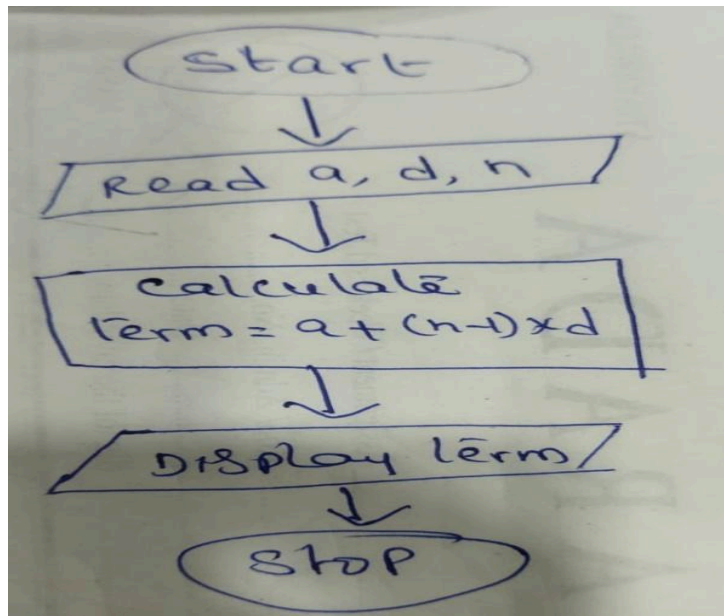 Start
Read a, d, n
Calculate
term = a + (n-1) x d
Display term
Stop